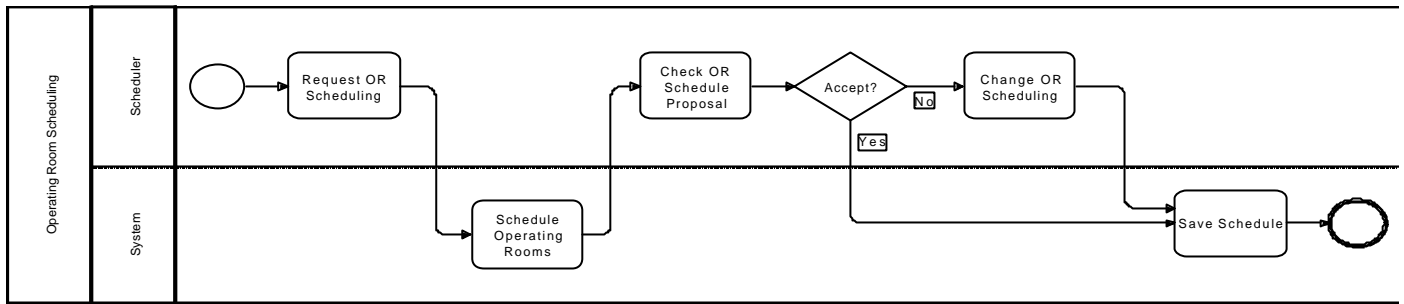 Operating Room Scheduling
Scheduler
Request OR
Scheduling
Check OR
Schedule
Proposal
Accept?
No
Yes
Change OR
Scheduling
System
Schedule
Operating
Rooms
Save Schedule